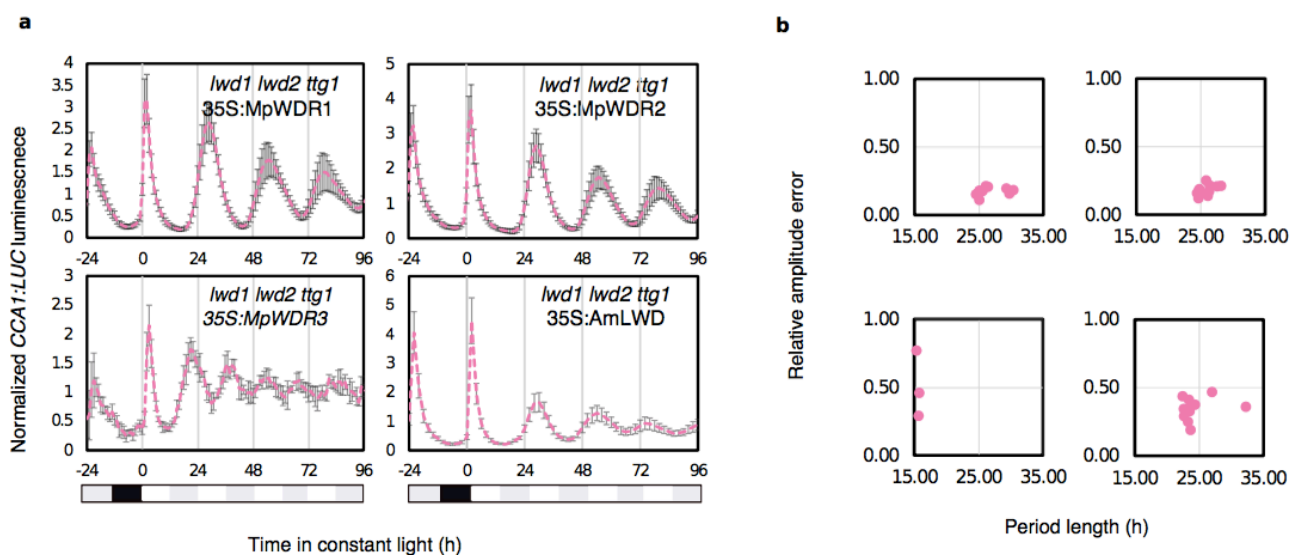 a
b
Normalized CCA1:LUC luminescnece
4
3.5
3
2.5
2
1.5
1
0.5
0
lwd1 lwd2 ttg1
35S:MpWDR1
-24 0 24 48 72 96
5
4
3
2
1
0
lwd1 lwd2 ttg1
35S:MpWDR2
-24 0 24 48 72 96
3
2.5
2
1.5
1
0.5
0
lwd1 lwd2 ttg1
35S:MpWDR3
-24 0 24 48 72 96
6
5
4
3
2
1
0
lwd1 lwd2 ttg1
35S:AmLWD
-24 0 24 48 72 96
Time in constant light (h)
Relative amplitude error
1.00
0.50
0.00
15.00 25.00 35.00
1.00
0.50
0.00
15.00 25.00 35.00
1.00
0.50
0.00
15.00 25.00 35.00
1.00
0.50
0.00
15.00 25.00 35.00
Period length (h)